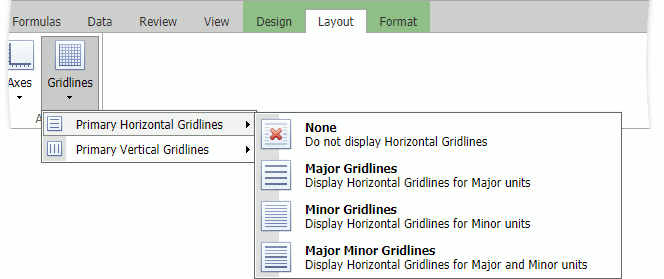 Formulas Data Review View Design Layout Format
Axes Gridlines
A
Primary Horizontal Gridlines
Primary Vertical Gridlines
None
Do not display Horizontal Gridlines
Major Gridlines
Display Horizontal Gridlines for Major units
Minor Gridlines
Display Horizontal Gridlines for Minor units
Major Minor Gridlines
Display Horizontal Gridlines for Major and Minor units